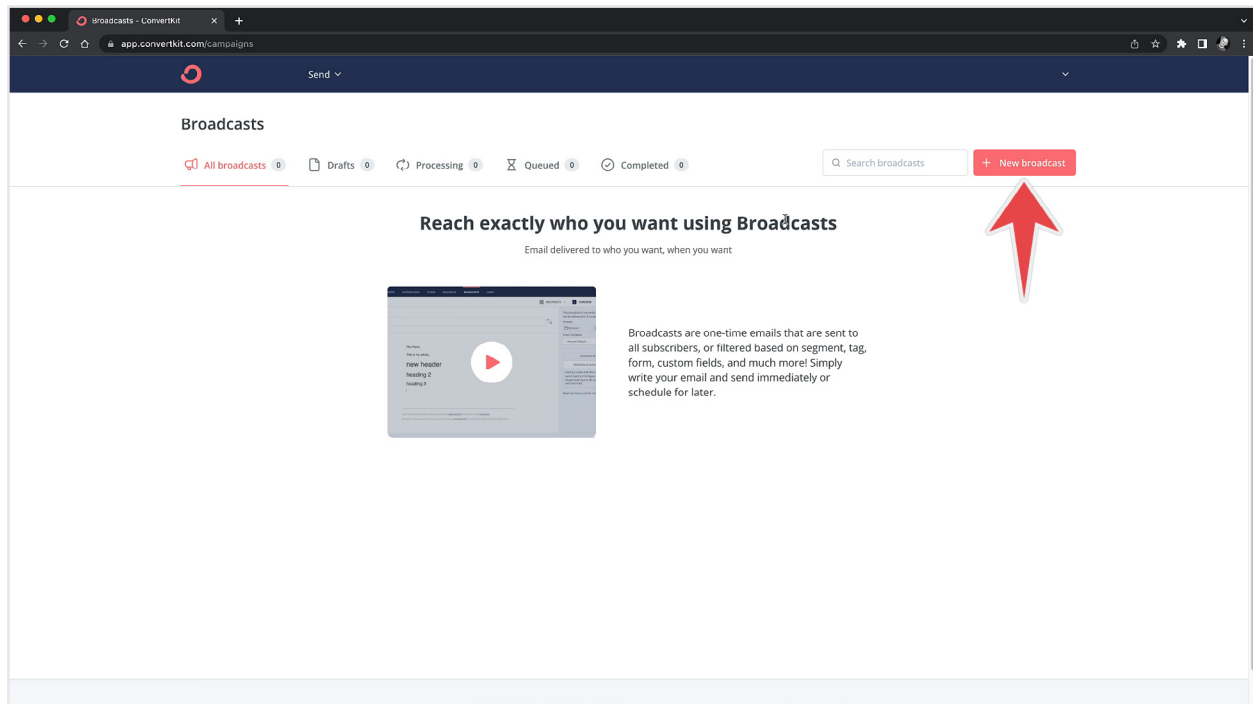 Broadcasts - ConvertKit
app.convertkit.com/campaigns
Send
Broadcasts
All broadcasts 0 Drafts 0 Processing 0 Queued 0 Completed 0 Search broadcasts + New broadcast
Reach exactly who you want using Broadcasts
Email delivered to who you want, when you want
new header
heading 2
heading 3
Broadcasts are one-time emails that are sent to
all subscribers, or filtered based on segment, tag,
form, custom fields, and much more! Simply
write your email and send immediately or
schedule for later.